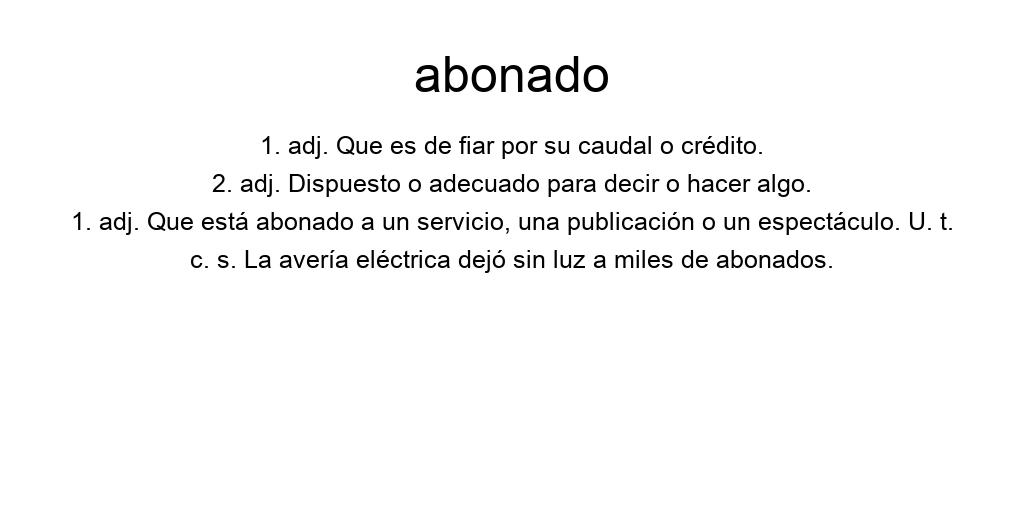 abonado
1. adj. Que es de fiar por su caudal o crédito.
2. adj. Dispuesto o adecuado para decir o hacer algo.
1. adj. Que está abonado a un servicio, una publicación o un espectáculo. U. t.
c. s. La avería eléctrica dejó sin luz a miles de abonados.